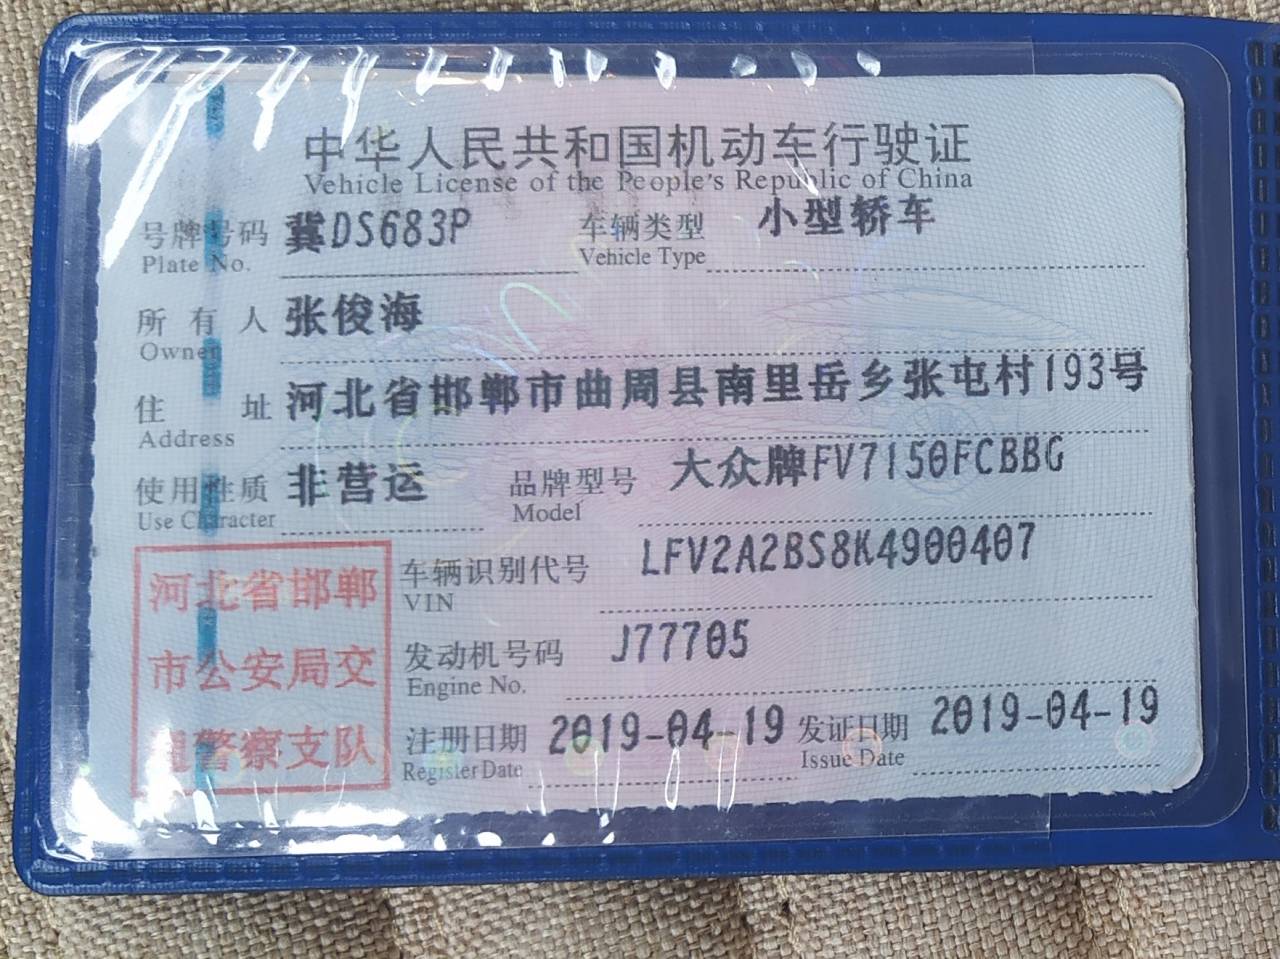 中华人民共和国机动车行驶证
Vehicle License of the People's Republic of China
号牌号码 冀DS683P 车辆类型 小型轿车
Plate No. Vehicle Type
所有人 张俊海
Owner
住址 河北省邯郸市曲周县南里岳乡张屯村193号
Address
使用性质 非营运 品牌型号 大众牌FV7150FCBBG
Use Character Model
车辆识别代号 LFV2A2BS8K4900407
VIN
发动机号码 J77705
Engine No.
注册日期 2019-04-19 发证日期 2019-04-19
Register Date Issue Date
河北省邯郸
市公安局交
巡警察支队